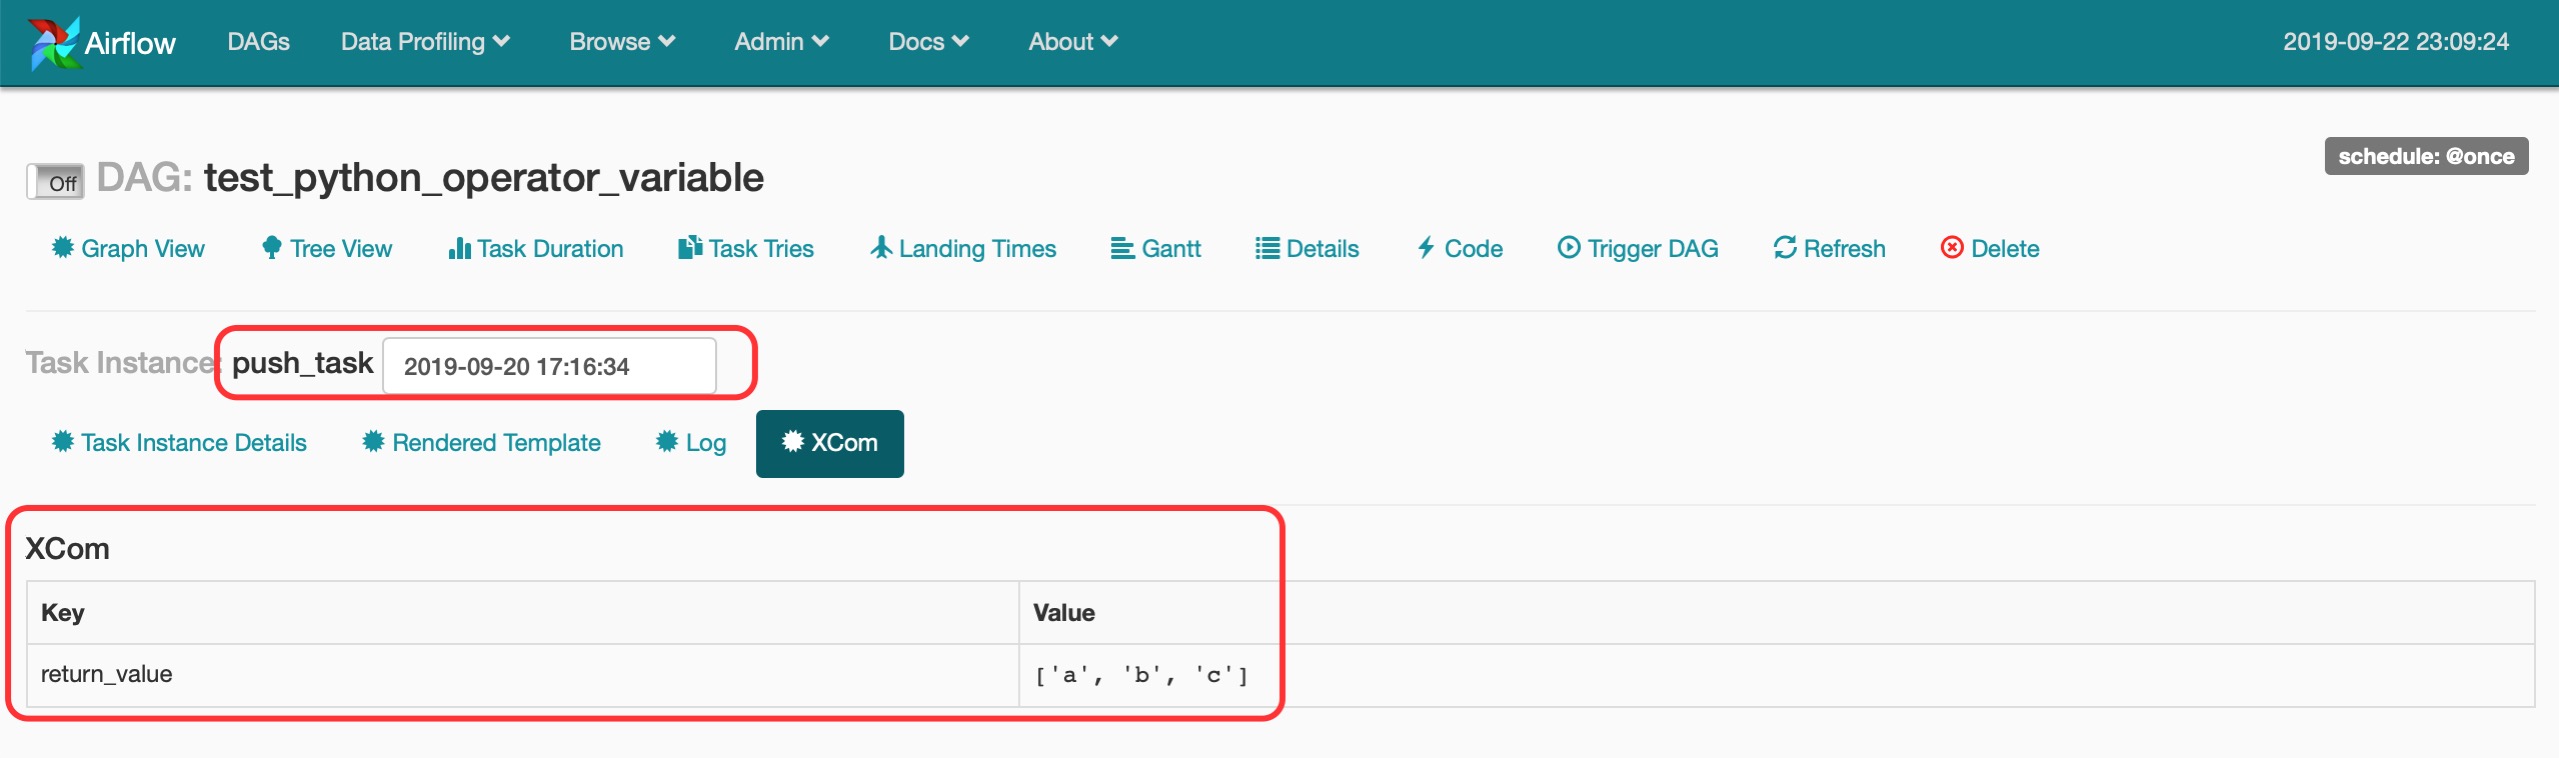 Airflow DAGs Data Profiling Browse Admin Docs About 2019-09-22 23:09:24
schedule: @once
Off DAG: test_python_operator_variable
Graph View Tree View Task Duration Task Tries Landing Times Gantt Details Code Trigger DAG Refresh Delete
Task Instance: push_task 2019-09-20 17:16:34
Task Instance Details Rendered Template Log XCom
XCom
Key Value
return_value ['a', 'b', 'c']